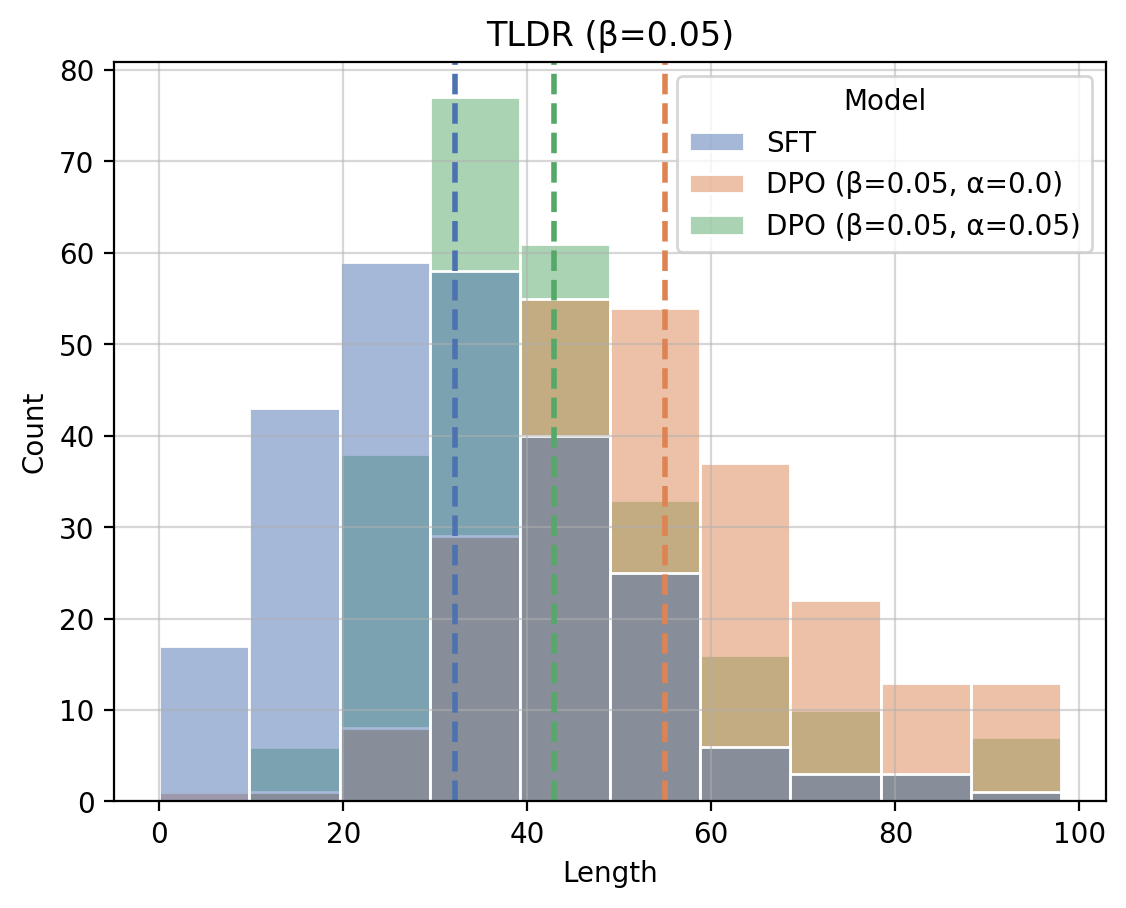 TLDR (β=0.05)
Model
SFT
DPO (β=0.05, α=0.0)
DPO (β=0.05, α=0.05)
80
70
60
50
40
30
20
10
0
Count
0 20 40 60 80 100
Length